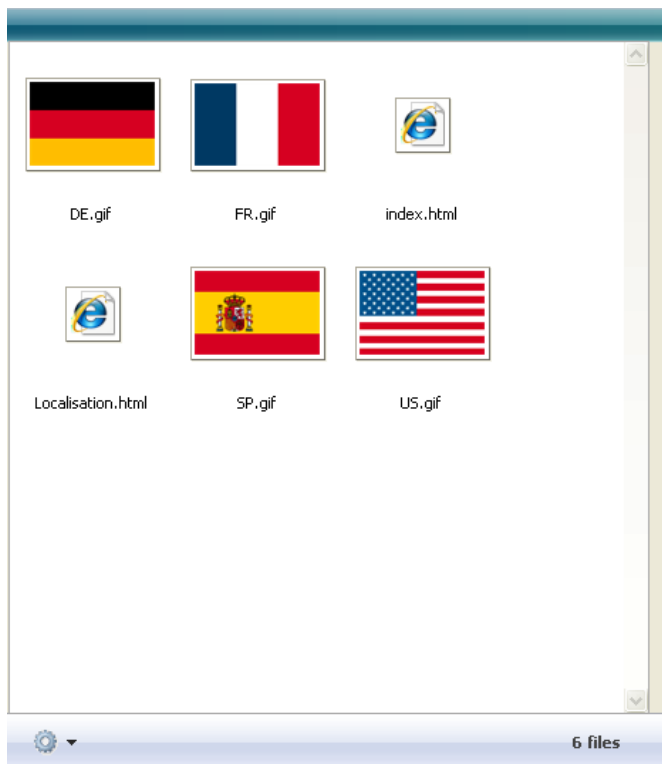 DE.gif
FR.gif
index.html
Localisation.html
SP.gif
US.gif
6 files